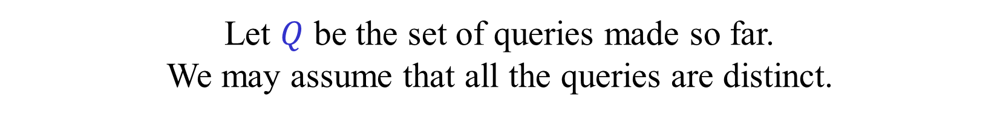 Let Q be the set of queries made so far.
We may assume that all the queries are distinct.